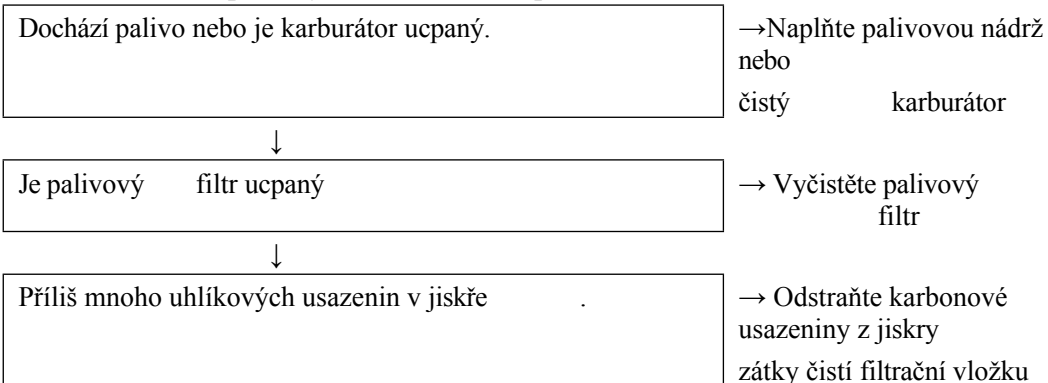 Dochází palivo nebo je karburátor ucpaný.
→Naplňte palivovou nádrž
nebo
čistý karburátor
↓
Je palivový filtr ucpaný
→ Vyčistěte palivový
filtr
↓
Příliš mnoho uhlíkových usazenin v jiskře .
→ Odstraňte karbonové
usazeniny z jiskry
zátky čistí filtrační vložku